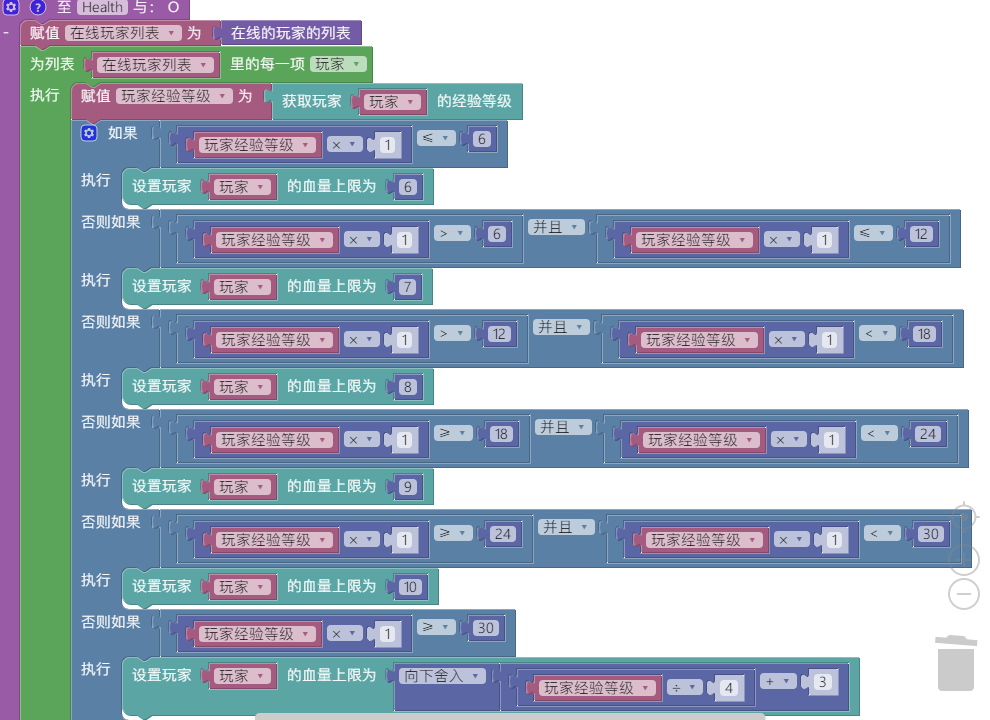 ? 至 Health 与： O
- 赋值 在线玩家列表 ▾ 为 在线的玩家的列表
为列表 在线玩家列表 ▾ 里的每一项 玩家 ▾
执行 赋值 玩家经验等级 ▾ 为 获取玩家 玩家 ▾ 的经验等级
如果 玩家经验等级 ▾ × ▾ 1 ≤ ▾ 6
执行 设置玩家 玩家 ▾ 的血量上限为 6
否则如果 玩家经验等级 ▾ × ▾ 1 > ▾ 6 并且 ▾ 玩家经验等级 ▾ × ▾ 1 ≤ ▾ 12
执行 设置玩家 玩家 ▾ 的血量上限为 7
否则如果 玩家经验等级 ▾ × ▾ 1 > ▾ 12 并且 ▾ 玩家经验等级 ▾ × ▾ 1 < ▾ 18
执行 设置玩家 玩家 ▾ 的血量上限为 8
否则如果 玩家经验等级 ▾ × ▾ 1 ≥ ▾ 18 并且 ▾ 玩家经验等级 ▾ × ▾ 1 < ▾ 24
执行 设置玩家 玩家 ▾ 的血量上限为 9
否则如果 玩家经验等级 ▾ × ▾ 1 ≥ ▾ 24 并且 ▾ 玩家经验等级 ▾ × ▾ 1 < ▾ 30
执行 设置玩家 玩家 ▾ 的血量上限为 10
否则如果 玩家经验等级 ▾ × ▾ 1 ≥ ▾ 30
执行 设置玩家 玩家 ▾ 的血量上限为 向下舍入 ▾ 玩家经验等级 ▾ ÷ ▾ 4 + ▾ 3